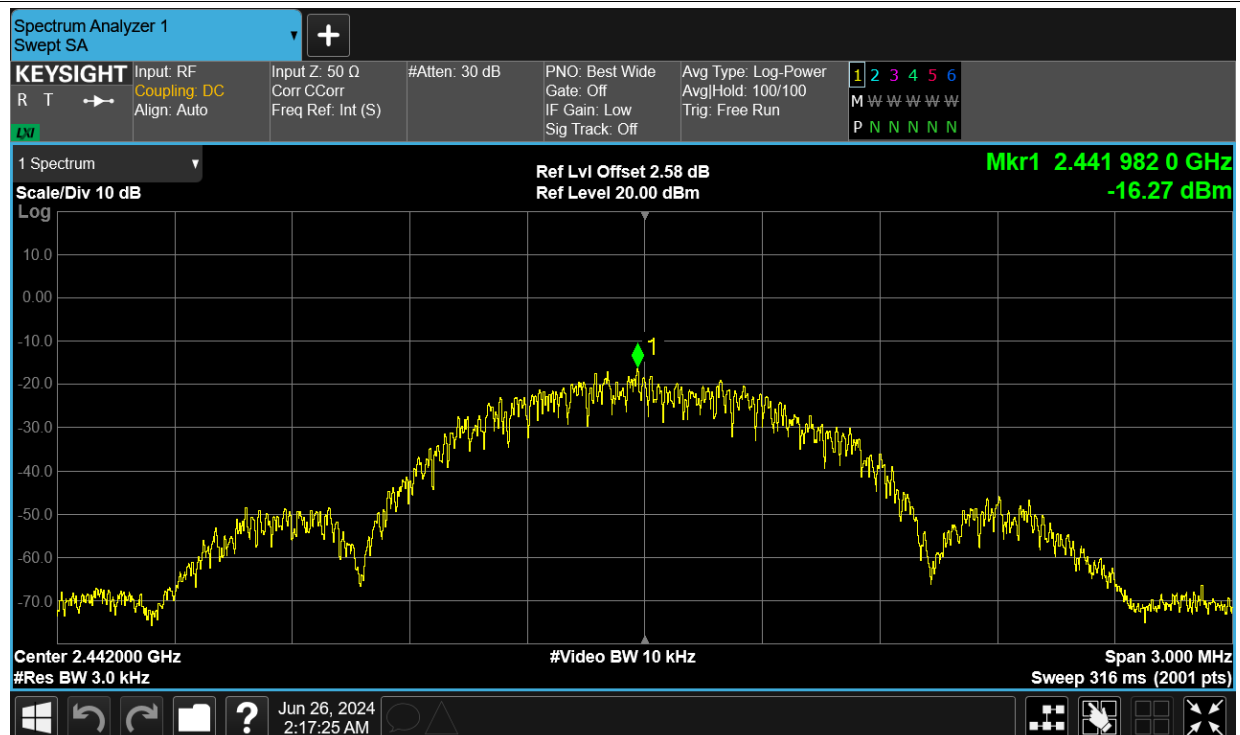 Spectrum Analyzer 1
Swept SA
+
KEYSIGHT
R T
LXI
Input: RF
Coupling: DC
Align: Auto
Input Z: 50 Ω
Corr CCorr
Freq Ref: Int (S)
#Atten: 30 dB
PNO: Best Wide
Gate: Off
IF Gain: Low
Sig Track: Off
Avg Type: Log-Power
Avg|Hold: 100/100
Trig: Free Run
1 2 3 4 5 6
M W W W W W
P N N N N N
1 Spectrum
Scale/Div 10 dB
Log
Ref Lvl Offset 2.58 dB
Ref Level 20.00 dBm
Mkr1 2.441 982 0 GHz
-16.27 dBm
10.0
0.00
-10.0
-20.0
-30.0
-40.0
-50.0
-60.0
-70.0
1
Center 2.442000 GHz
#Res BW 3.0 kHz
#Video BW 10 kHz
Span 3.000 MHz
Sweep 316 ms (2001 pts)
?
Jun 26, 2024
2:17:25 AM